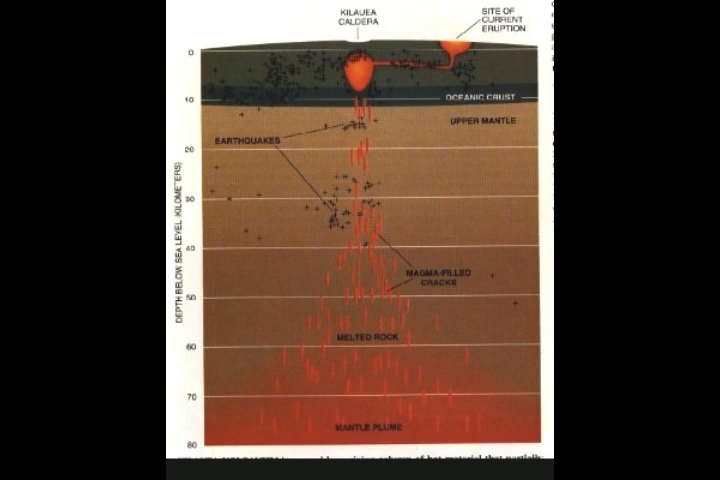 KILAUEA
CALDERA
SITE OF
CURRENT
ERUPTION
0
OCEANIC CRUST
10
UPPER MANTLE
EARTHQUAKES
20
30
40
MAGMA-FILLED
CRACKS
50
MELTED ROCK
60
70
MANTLE PLUME
80
DEPTH BELOW SEA LEVEL (KILOMETERS)